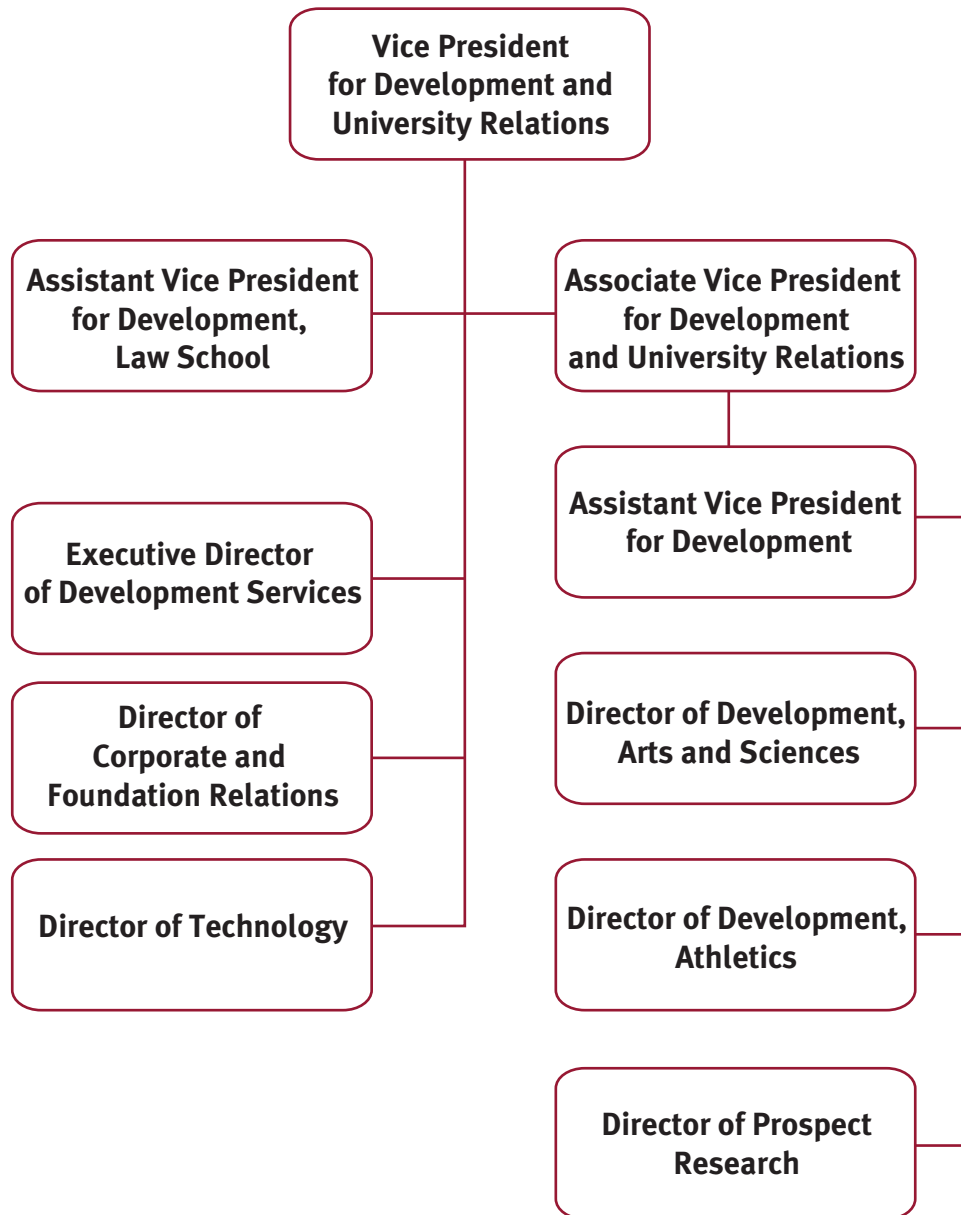 Vice President
for Development and
University Relations
Assistant Vice President
for Development,
Law School
Associate Vice President
for Development
and University Relations
Assistant Vice President
for Development
Executive Director
of Development Services
Director of Development,
Arts and Sciences
Director of
Corporate and
Foundation Relations
Director of Technology
Director of Development,
Athletics
Director of Prospect
Research